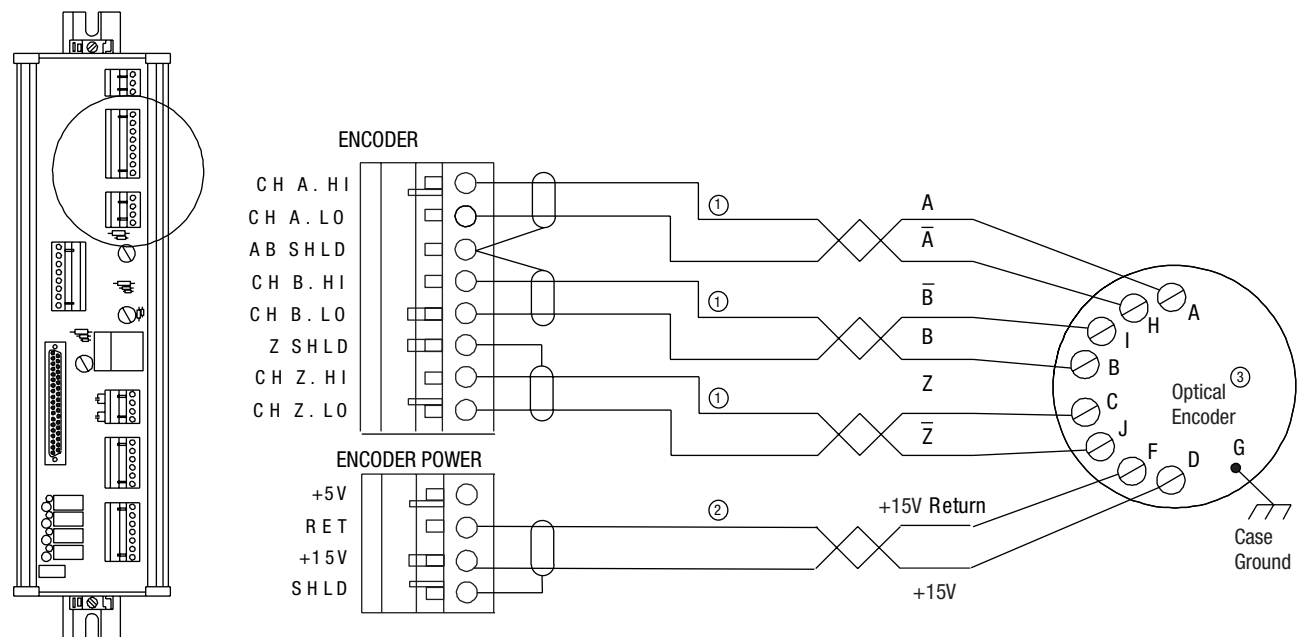 ENCODER
CH A. HI
CH A. LO
AB SHLD
CH B. HI
CH B. LO
Z SHLD
CH Z. HI
CH Z. LO
ENCODER POWER
+5V
RET
+15V
SHLD
①
①
①
②
A
A̅
B̅
B
Z
Z̅
+15V Return
+15V
A
H
I
B
C
J
F
D
G
Optical
Encoder
③
Case
Ground